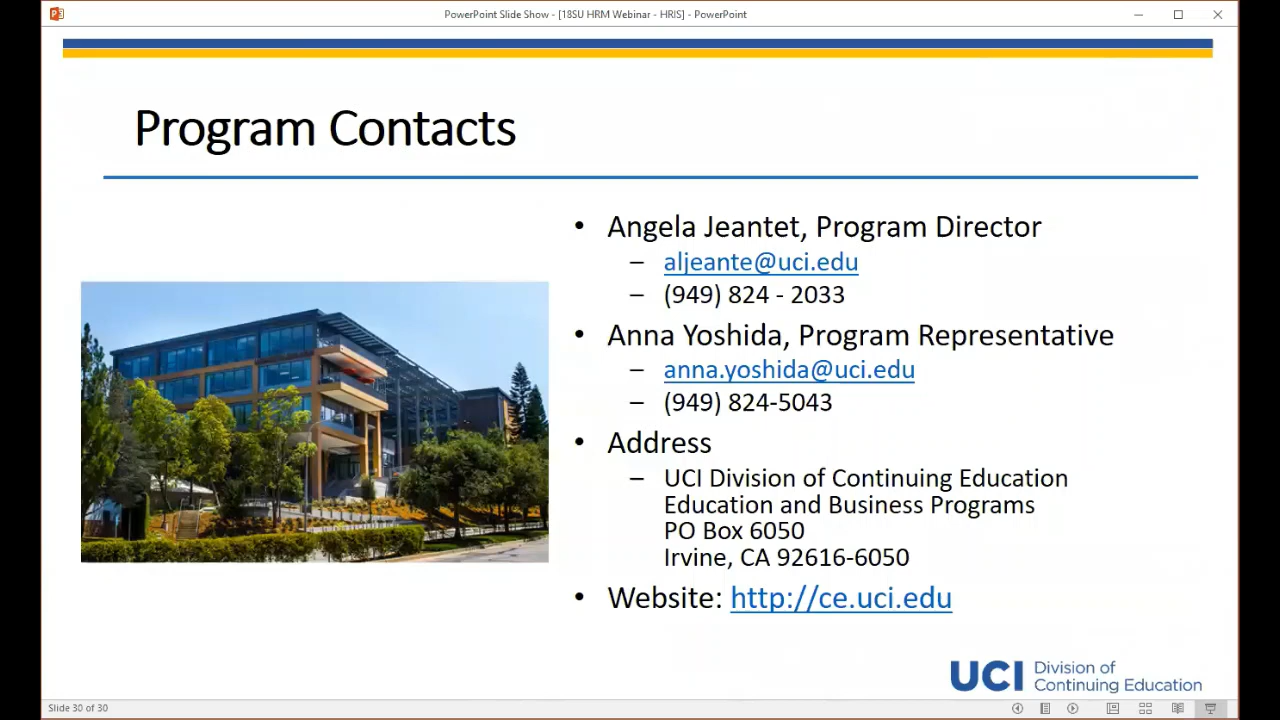 PowerPoint Slide Show - [18SU HRM Webinar - HRIS] - PowerPoint
Program Contacts
• Angela Jeantet, Program Director
– aljeante@uci.edu
– (949) 824 - 2033
• Anna Yoshida, Program Representative
– anna.yoshida@uci.edu
– (949) 824-5043
• Address
– UCI Division of Continuing Education
Education and Business Programs
PO Box 6050
Irvine, CA 92616-6050
• Website: http://ce.uci.edu
UCI Division of
Continuing Education
Slide 30 of 30